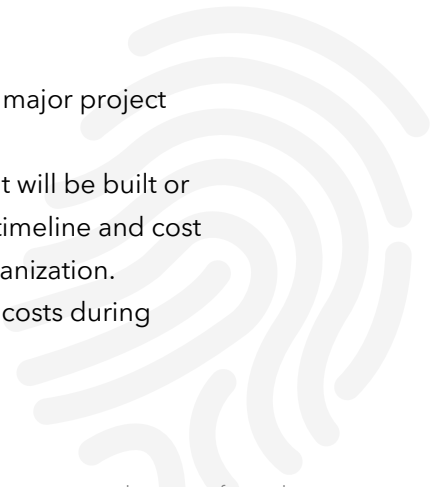 major project
t will be built or
timeline and cost
anization.
costs during